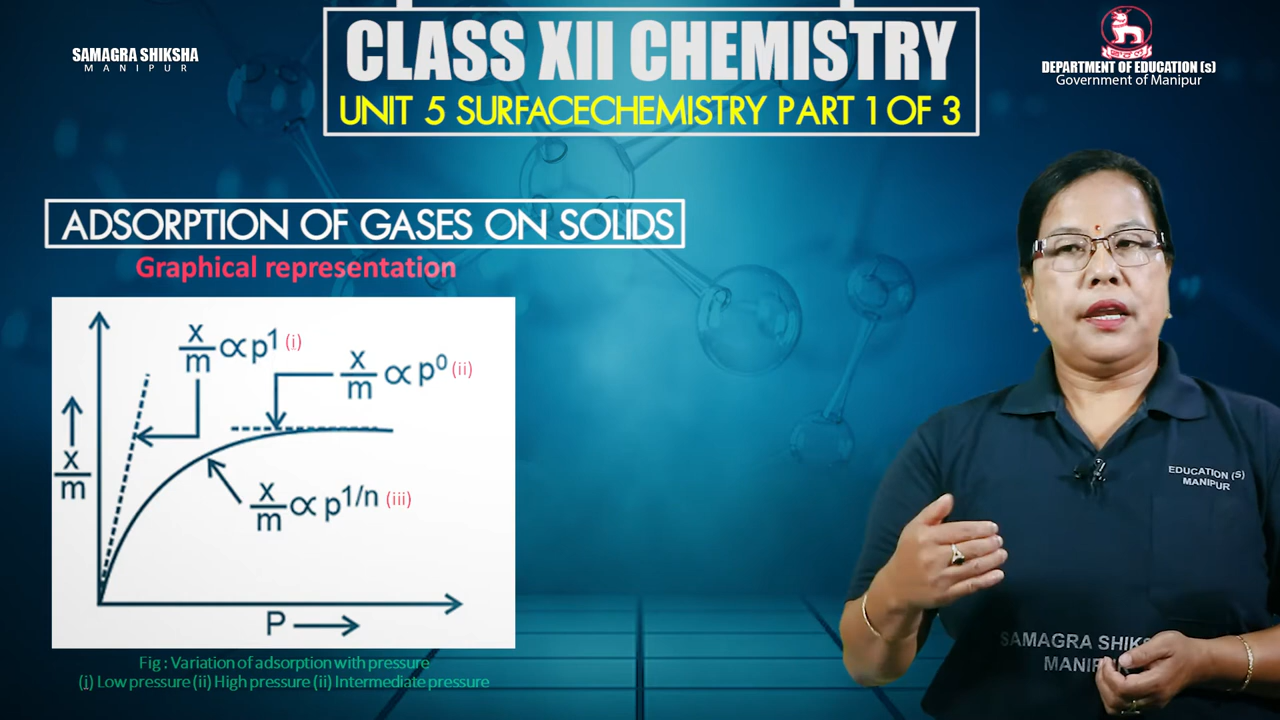 SAMAGRA SHIKSHA
MANIPUR
CLASS XII CHEMISTRY
UNIT 5 SURFACECHEMISTRY PART 1 OF 3
DEPARTMENT OF EDUCATION (s)
Government of Manipur
ADSORPTION OF GASES ON SOLIDS
Graphical representation
x/m ∝ p¹ (i)
x/m ∝ p⁰ (ii)
x/m
x/m ∝ p^1/n (iii)
P
Fig : Variation of adsorption with pressure
(i) Low pressure (ii) High pressure (ii) Intermediate pressure
EDUCATION (S)
MANIPUR
SAMAGRA SHIKS
MANIPUR